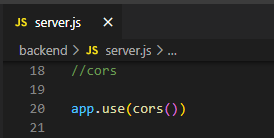 JS server.js ×
backend > JS server.js > ...
18 //cors
19
20 app.use(cors())
21